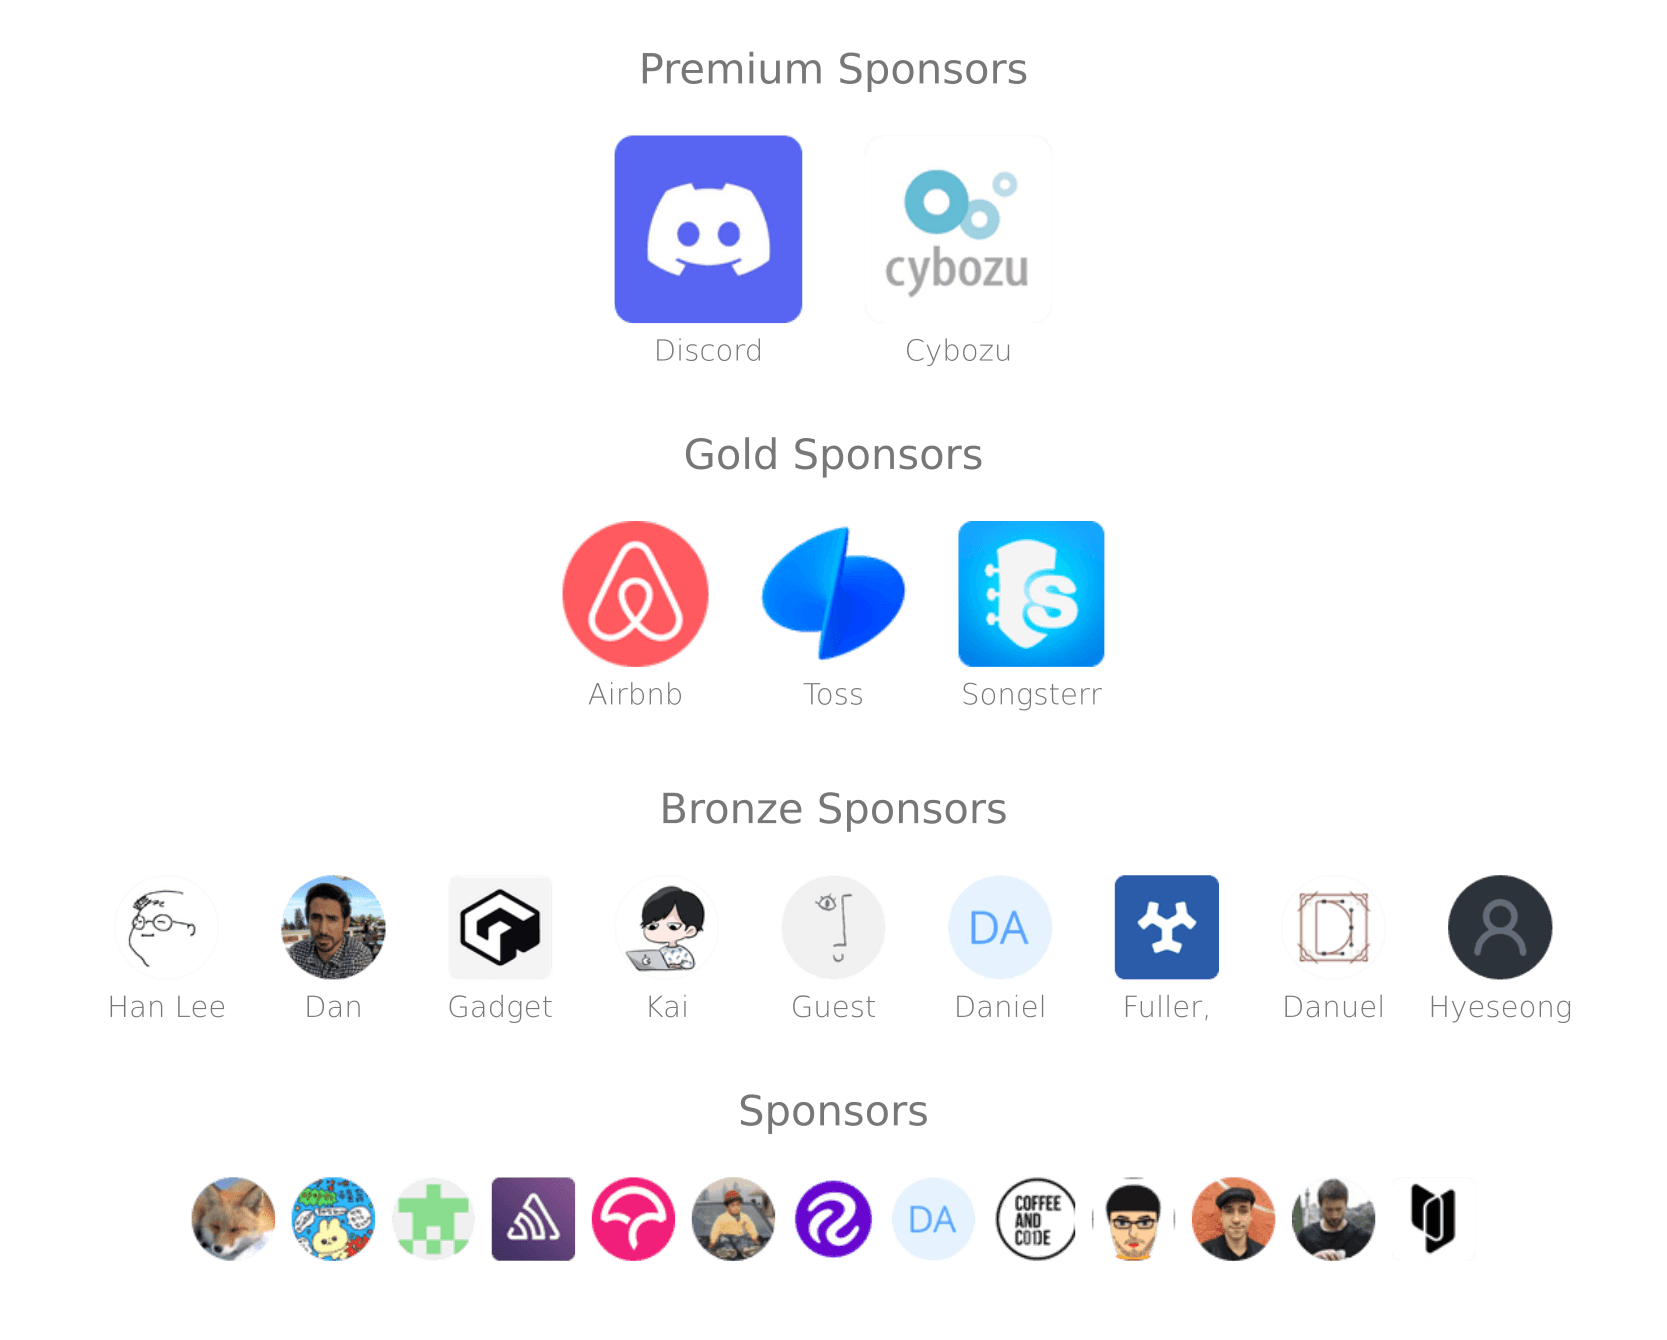 Premium Sponsors
cybozu
Discord
Cybozu
Gold Sponsors
S
Airbnb
Toss
Songsterr
Bronze Sponsors
DA
D
Han Lee
Dan
Gadget
Kai
Guest
Daniel
Fuller,
Danuel
Hyeseong
Sponsors
DA
COFFEE
AND
CODE